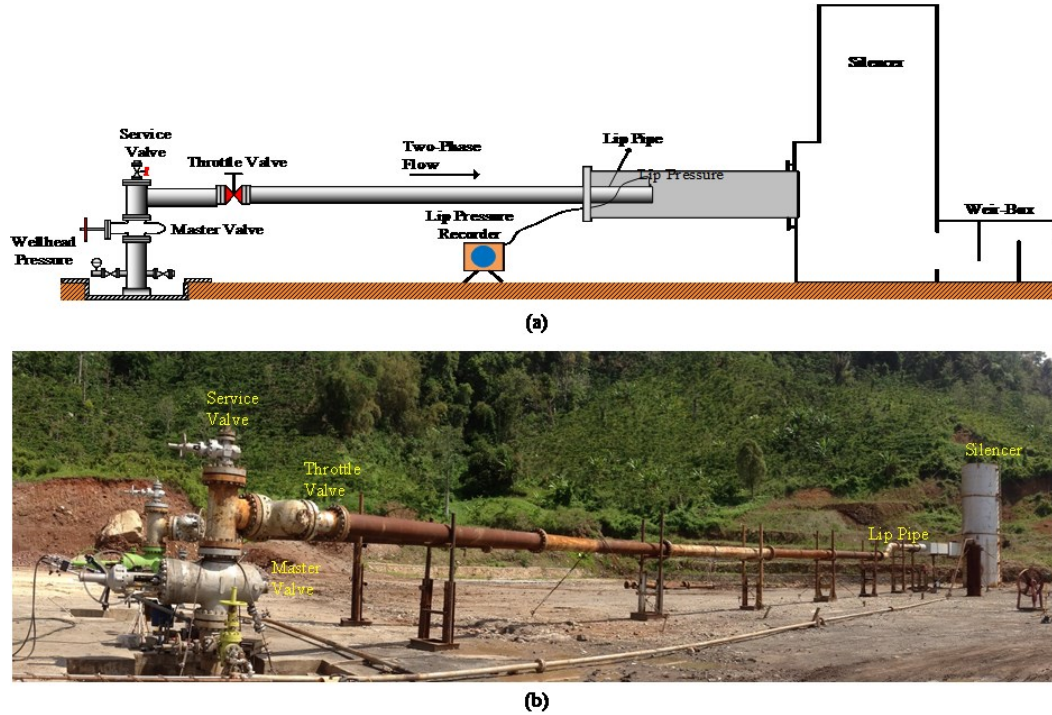 Silencer
Service
Valve
Throttle Valve
Two-Phase
Flow
Lip Pipe
Lip Pressure
Weir-Box
Lip Pressure
Recorder
Master Valve
Wellhead
Pressure
(a)
Service
Valve
Throttle
Valve
Silencer
Lip Pipe
Master
Valve
(b)